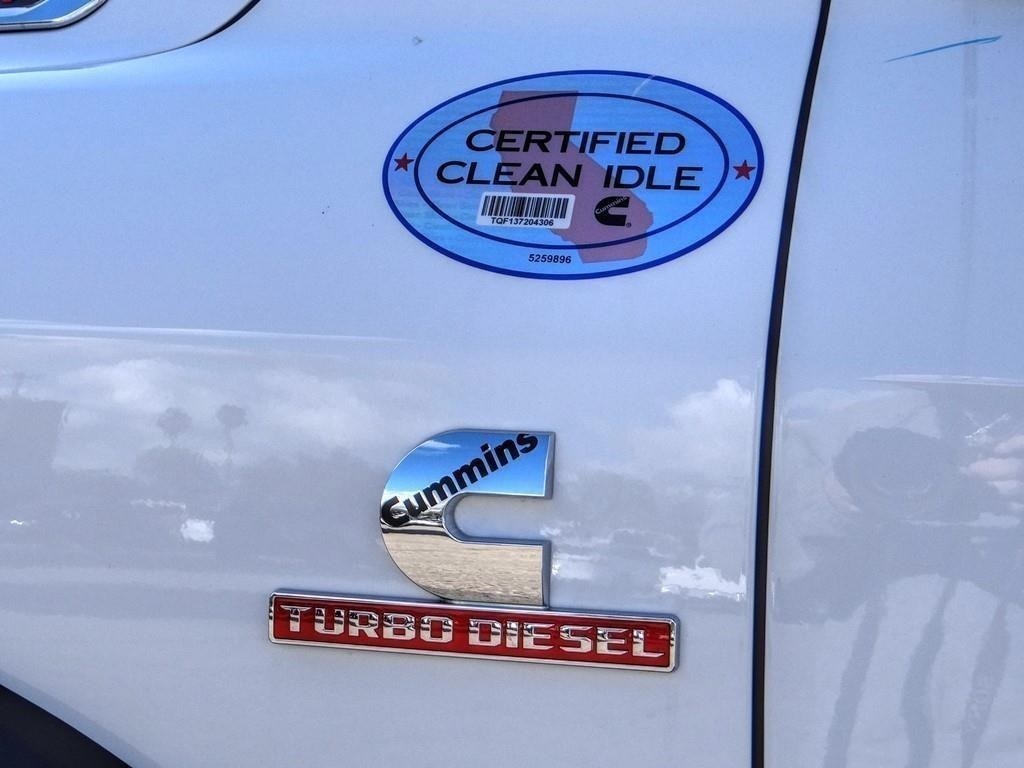 CERTIFIED
CLEAN IDLE
TQF137204306
Cummins
5259896
Cummins
TURBO DIESEL